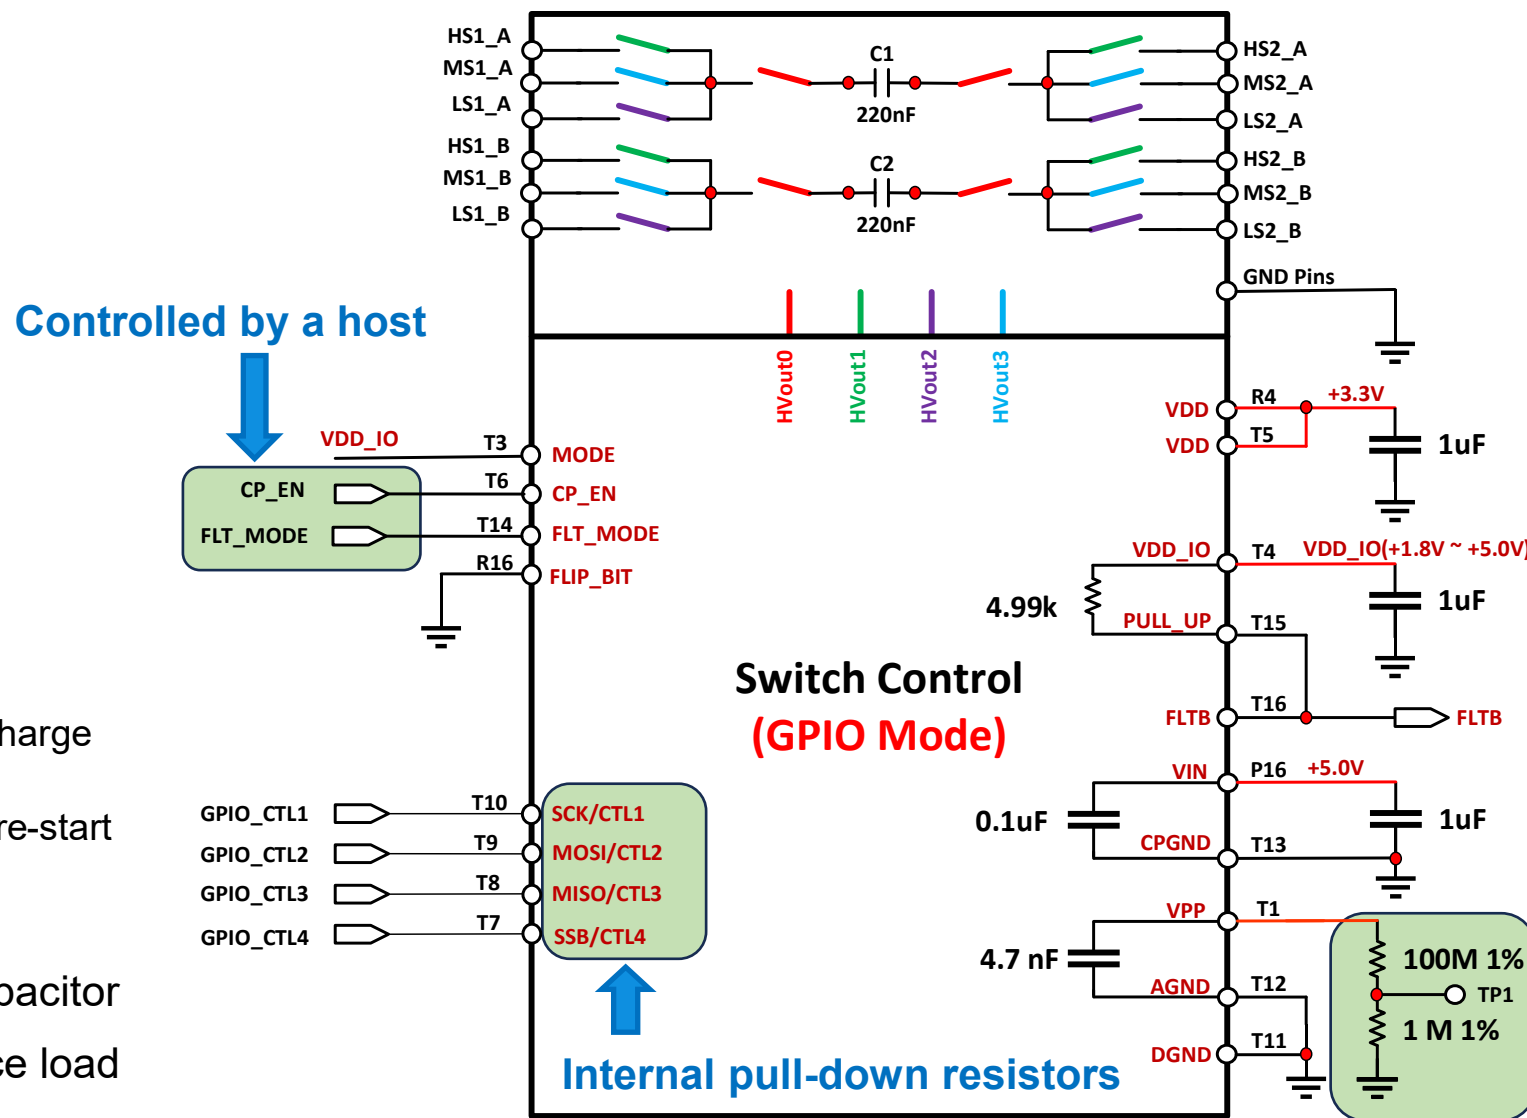 HS1_A
MS1_A
LS1_A
HS1_B
MS1_B
LS1_B
C1
220nF
C2
220nF
HS2_A
MS2_A
LS2_A
HS2_B
MS2_B
LS2_B
GND Pins
HVout0
HVout1
HVout2
HVout3
Controlled by a host
VDD_IO
T3
MODE
CP_EN
T6
CP_EN
FLT_MODE
T14
FLT_MODE
R16
FLIP_BIT
VDD
R4
+3.3V
VDD
T5
1uF
VDD_IO
T4
VDD_IO(+1.8V ~ +5.0V)
4.99k
1uF
PULL_UP
T15
Switch Control
(GPIO Mode)
FLTB
T16
FLTB
VIN
P16
+5.0V
0.1uF
1uF
CPGND
T13
VPP
T1
4.7 nF
100M 1%
AGND
T12
TP1
1 M 1%
DGND
T11
harge
re-start
pacitor
ce load
GPIO_CTL1
T10
SCK/CTL1
GPIO_CTL2
T9
MOSI/CTL2
GPIO_CTL3
T8
MISO/CTL3
GPIO_CTL4
T7
SSB/CTL4
Internal pull-down resistors